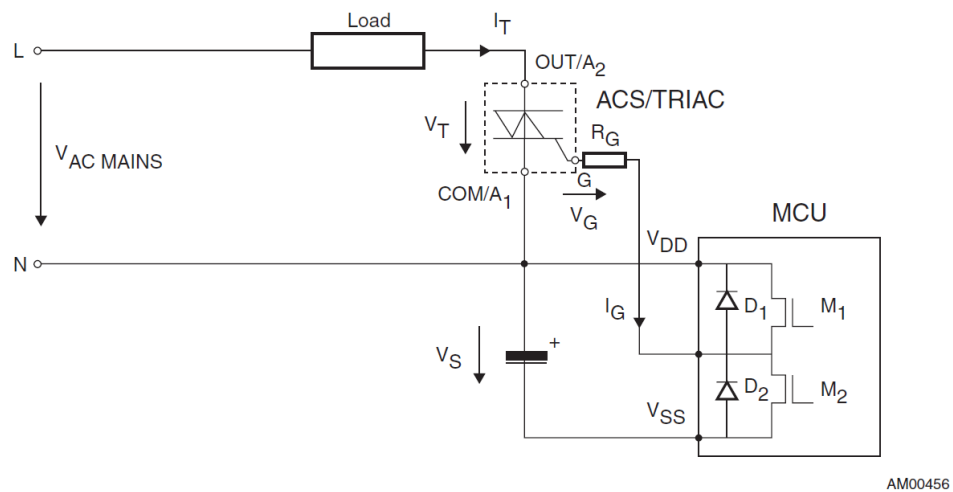 Load
I_T
L
OUT/A_2
ACS/TRIAC
V_T
R_G
V_AC MAINS
G
COM/A_1
V_G
MCU
V_DD
N
D_1
M_1
I_G
+
V_S
D_2
M_2
V_SS
AM00456